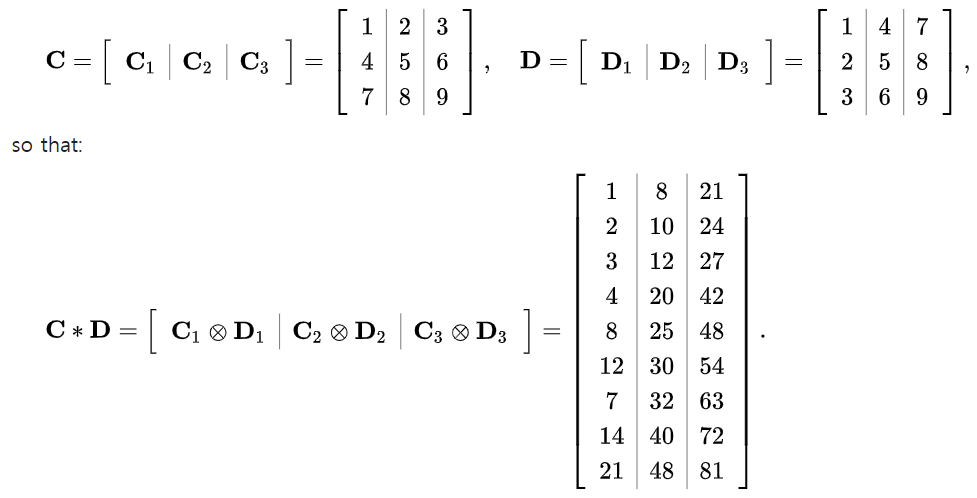 C = [ C₁ | C₂ | C₃ ] = [ 1 | 2 | 3 ; 4 | 5 | 6 ; 7 | 8 | 9 ] , D = [ D₁ | D₂ | D₃ ] = [ 1 | 4 | 7 ; 2 | 5 | 8 ; 3 | 6 | 9 ] ,
so that:
C ∗ D = [ C₁ ⊗ D₁ | C₂ ⊗ D₂ | C₃ ⊗ D₃ ] = [ 1 | 8 | 21 ; 2 | 10 | 24 ; 3 | 12 | 27 ; 4 | 20 | 42 ; 8 | 25 | 48 ; 12 | 30 | 54 ; 7 | 32 | 63 ; 14 | 40 | 72 ; 21 | 48 | 81 ] .